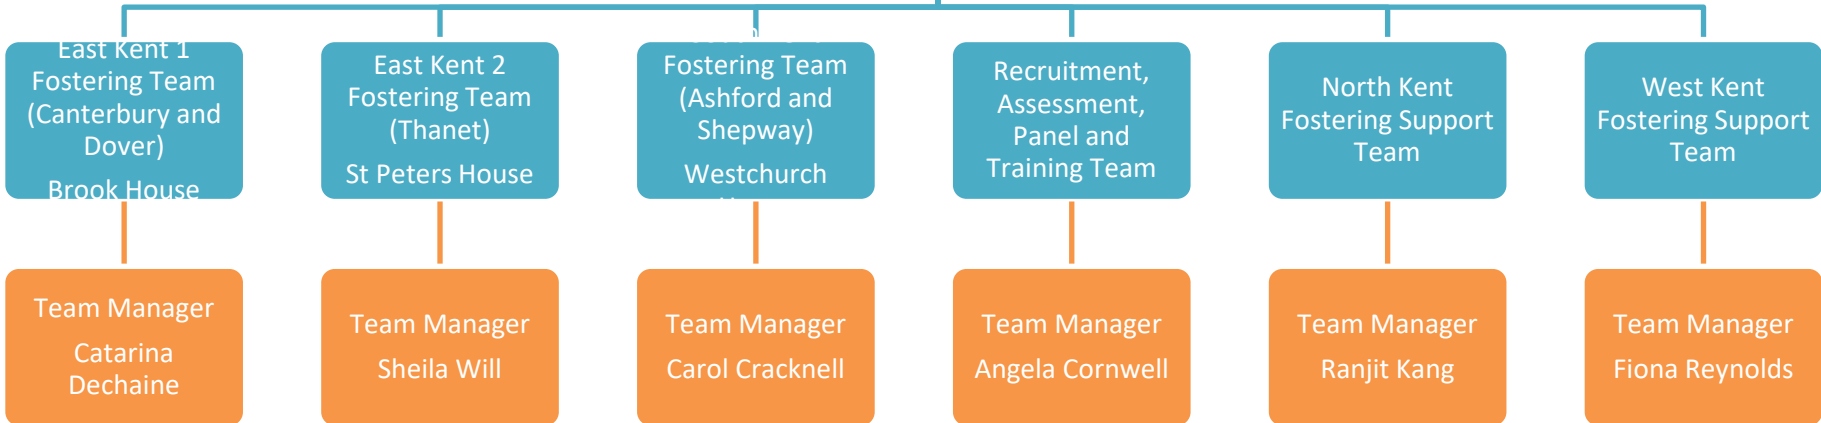 East Kent 1
Fostering Team
(Canterbury and
Dover)
Brook House
East Kent 2
Fostering Team
(Thanet)
St Peters House
Fostering Team
(Ashford and
Shepway)
Westchurch
Recruitment,
Assessment,
Panel and
Training Team
North Kent
Fostering Support
Team
West Kent
Fostering Support
Team
Team Manager
Catarina
Dechaine
Team Manager
Sheila Will
Team Manager
Carol Cracknell
Team Manager
Angela Cornwell
Team Manager
Ranjit Kang
Team Manager
Fiona Reynolds